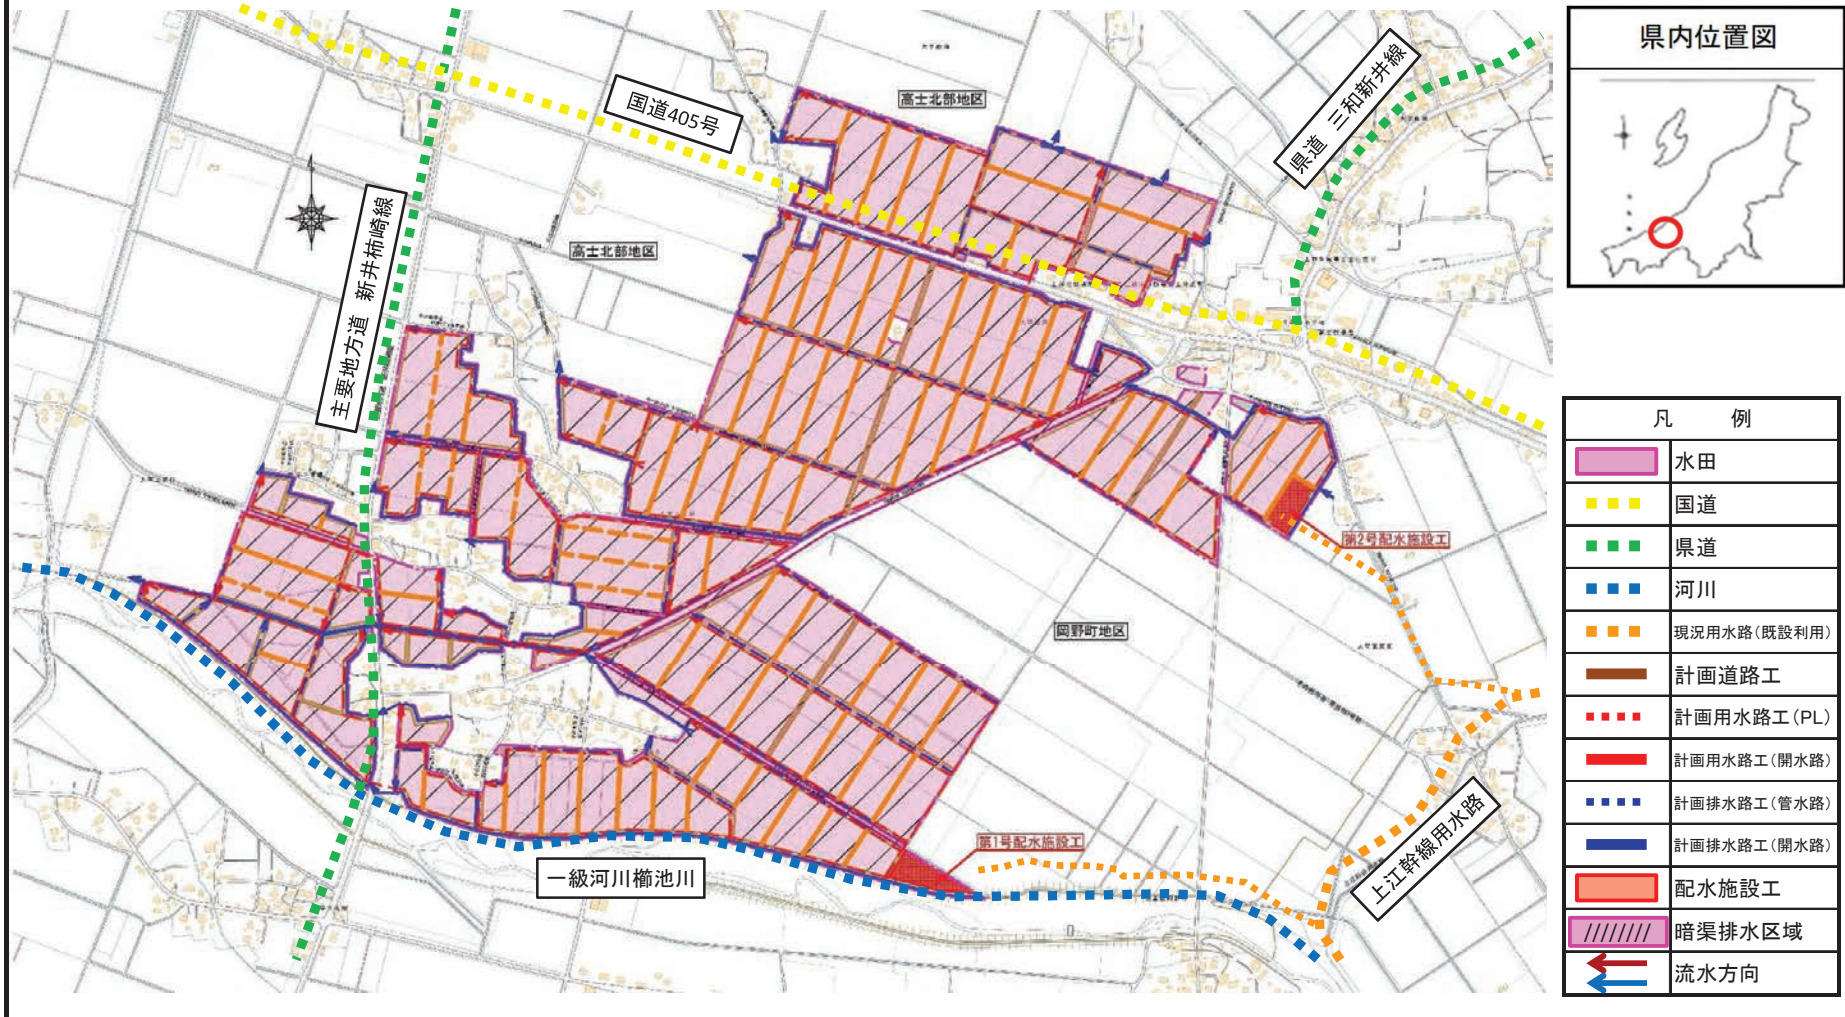 県内位置図
国道405号
高士北部地区
県道 三和新井線
高士北部地区
主要地方道 新井柿崎線
第2号配水施設工
岡野町地区
第1号配水施設工
一級河川櫛池川
上江幹線用水路
凡 例
水田
国道
県道
河川
現況用水路(既設利用)
計画道路工
計画用水路工(PL)
計画用水路工(開水路)
計画排水路工(管水路)
計画排水路工(開水路)
配水施設工
暗渠排水区域
流水方向